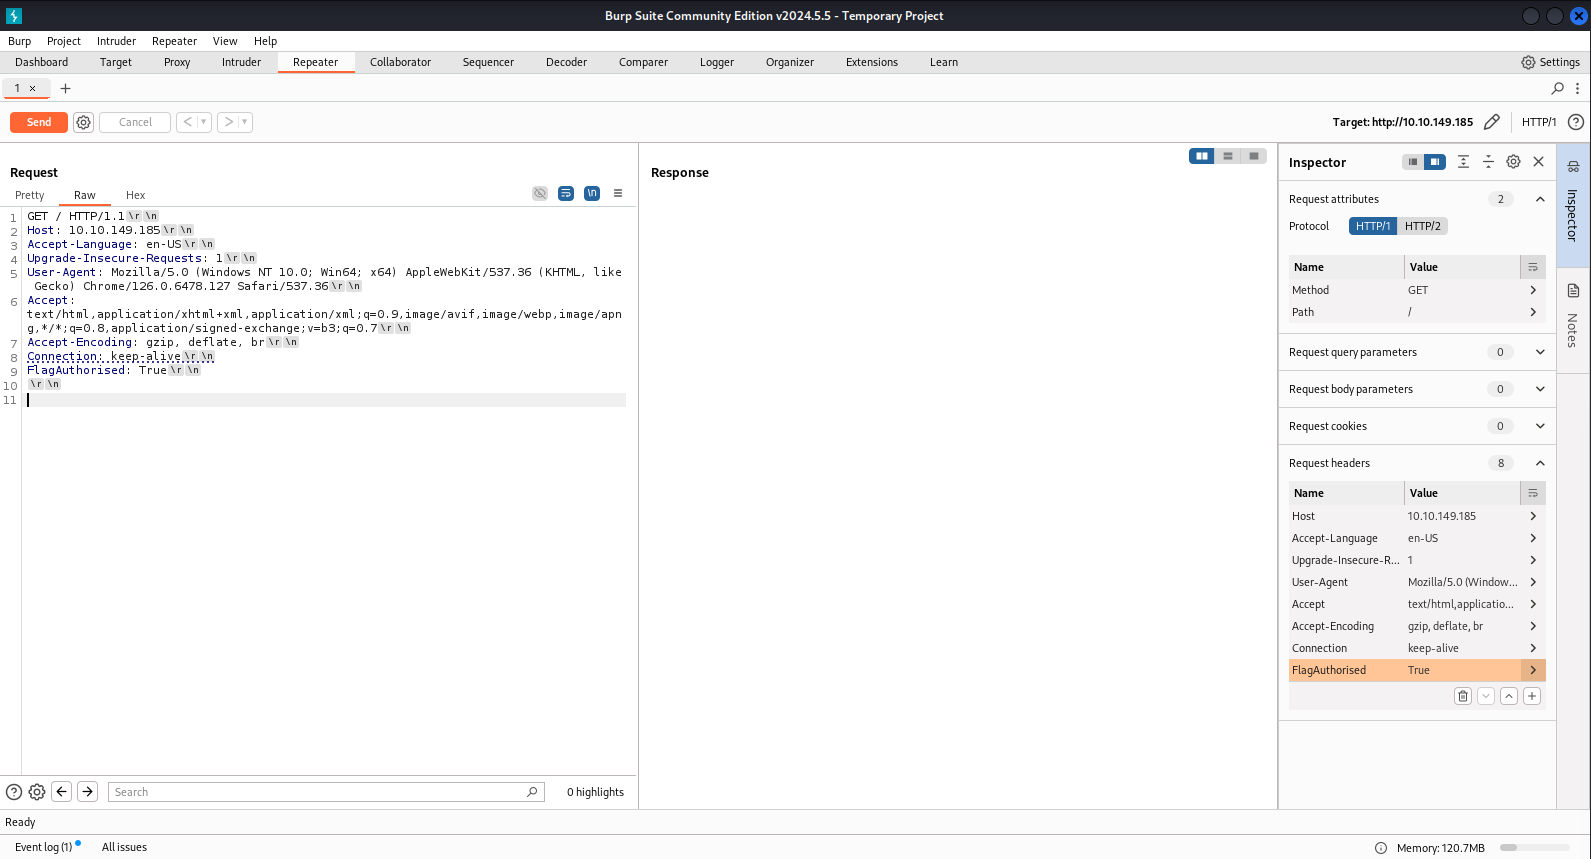 Burp Suite Community Edition v2024.5.5 - Temporary Project
Burp Project Intruder Repeater View Help
Dashboard Target Proxy Intruder Repeater Collaborator Sequencer Decoder Comparer Logger Organizer Extensions Learn Settings
1 × +
Send Cancel < > Target: http://10.10.149.185 HTTP/1 ?
Request
Pretty Raw Hex \n
1 GET / HTTP/1.1\r\n
2 Host: 10.10.149.185\r\n
3 Accept-Language: en-US\r\n
4 Upgrade-Insecure-Requests: 1\r\n
5 User-Agent: Mozilla/5.0 (Windows NT 10.0; Win64; x64) AppleWebKit/537.36 (KHTML, like
Gecko) Chrome/126.0.6478.127 Safari/537.36\r\n
6 Accept:
text/html,application/xhtml+xml,application/xml;q=0.9,image/avif,image/webp,image/apn
g,*/*;q=0.8,application/signed-exchange;v=b3;q=0.7\r\n
7 Accept-Encoding: gzip, deflate, br\r\n
8 Connection: keep-alive\r\n
9 FlagAuthorised: True\r\n
10 \r\n
11
Search 0 highlights
Response
Inspector
Request attributes 2
Protocol HTTP/1 HTTP/2
Name Value
Method GET
Path /
Request query parameters 0
Request body parameters 0
Request cookies 0
Request headers 8
Name Value
Host 10.10.149.185
Accept-Language en-US
Upgrade-Insecure-R... 1
User-Agent Mozilla/5.0 (Window...
Accept text/html,applicatio...
Accept-Encoding gzip, deflate, br
Connection keep-alive
FlagAuthorised True
Inspector
Notes
Ready
Event log (1) All issues Memory: 120.7MB